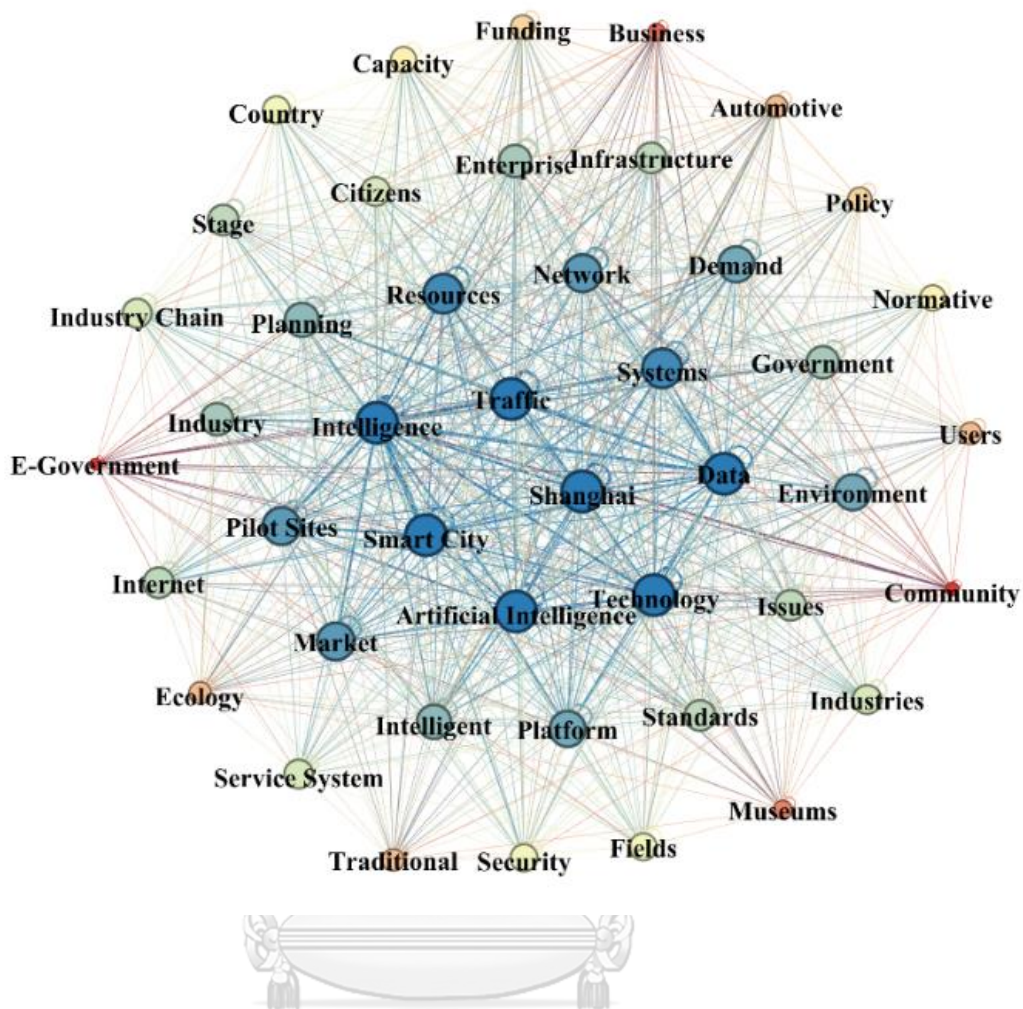 Funding
Business
Capacity
Automotive
Country
Enterprise
Infrastructure
Citizens
Policy
Stage
Network
Demand
Resources
Normative
Industry Chain
Planning
Government
Systems
Traffic
Intelligence
Industry
Users
E-Government
Data
Shanghai
Environment
Pilot Sites
Smart City
Internet
Community
Technology
Issues
Artificial Intelligence
Market
Ecology
Industries
Standards
Intelligent
Platform
Service System
Museums
Fields
Traditional
Security